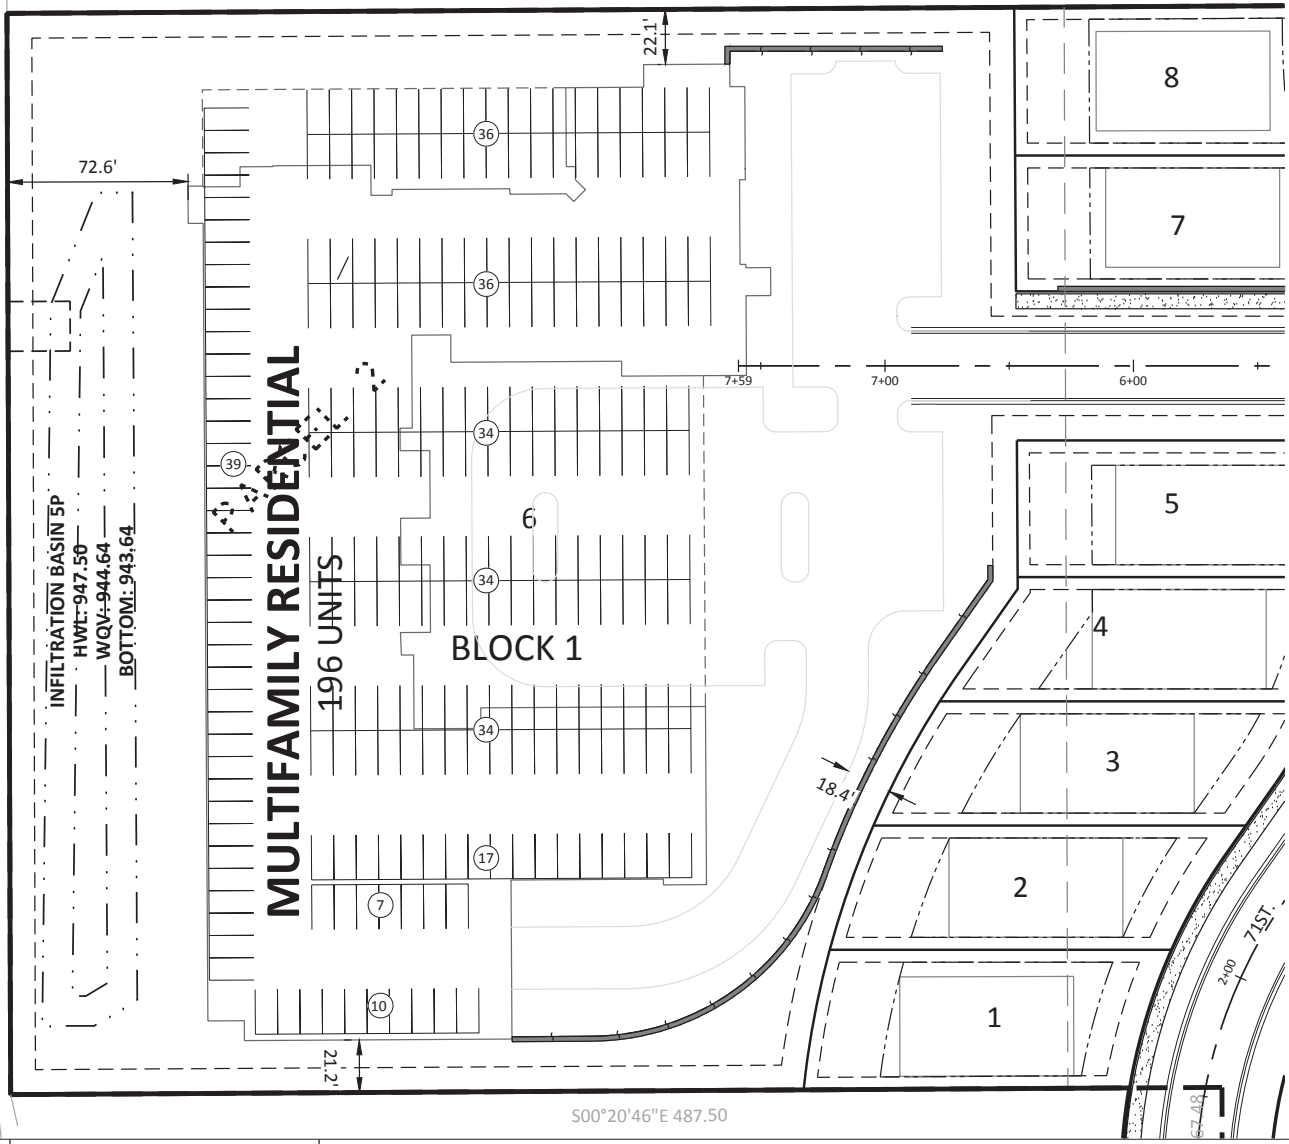 22.1'
8
36
72.6'
7
36
7+59
7+00
6+00
34
39
5
6
INFILTRATION BASIN 5P
HWL: 947.50
WQV: 944.64
BOTTOM: 943.64
MULTIFAMILY RESIDENTIAL
196 UNITS
34
BLOCK 1
4
34
3
18.4'
17
2
7
71ST.
2+00
10
1
21.2'
S00°20'46"E 487.50
67.48